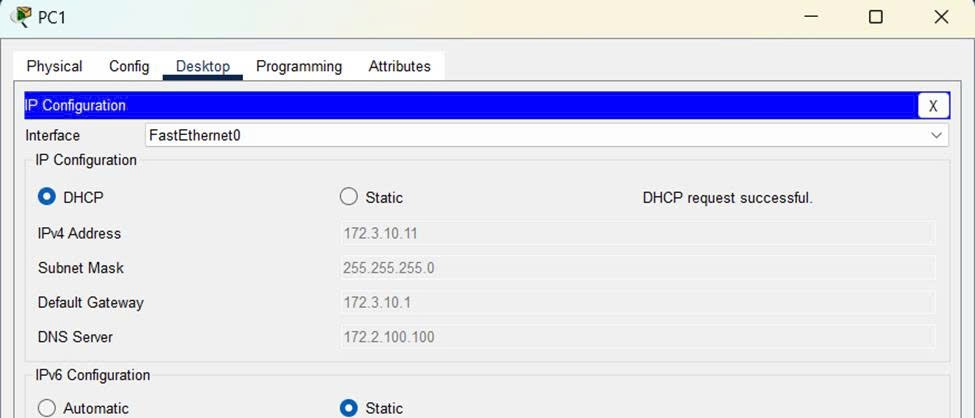 PC1
Physical Config Desktop Programming Attributes
IP Configuration X
Interface FastEthernet0
IP Configuration
DHCP Static DHCP request successful.
IPv4 Address 172.3.10.11
Subnet Mask 255.255.255.0
Default Gateway 172.3.10.1
DNS Server 172.2.100.100
IPv6 Configuration
Automatic Static